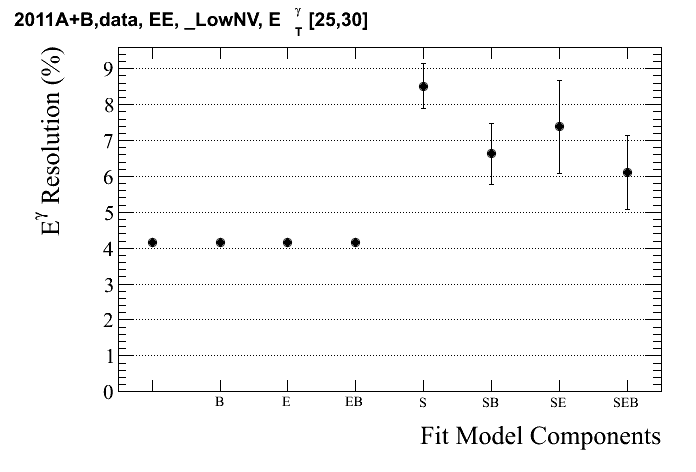 2011A+B,data, EE, _LowNV, E γ T [25,30]
Eγ Resolution (%)
9
8
7
6
5
4
3
2
1
0
B E EB S SB SE SEB
Fit Model Components